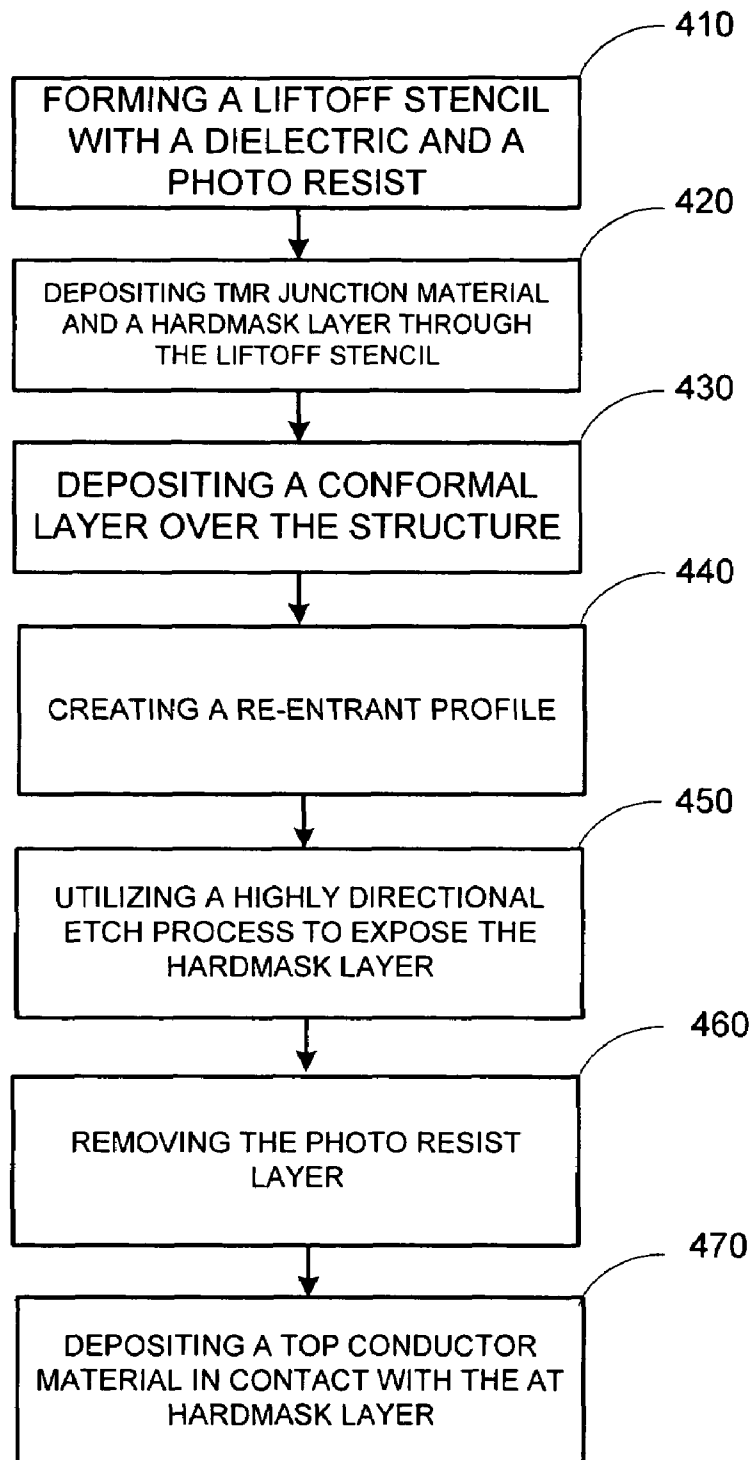 410
FORMING A LIFTOFF STENCIL
WITH A DIELECTRIC AND A
PHOTO RESIST
420
DEPOSITING TMR JUNCTION MATERIAL
AND A HARDMASK LAYER THROUGH
THE LIFTOFF STENCIL
430
DEPOSITING A CONFORMAL
LAYER OVER THE STRUCTURE
440
CREATING A RE-ENTRANT PROFILE
450
UTILIZING A HIGHLY DIRECTIONAL
ETCH PROCESS TO EXPOSE THE
HARDMASK LAYER
460
REMOVING THE PHOTO RESIST
LAYER
470
DEPOSITING A TOP CONDUCTOR
MATERIAL IN CONTACT WITH THE AT
HARDMASK LAYER